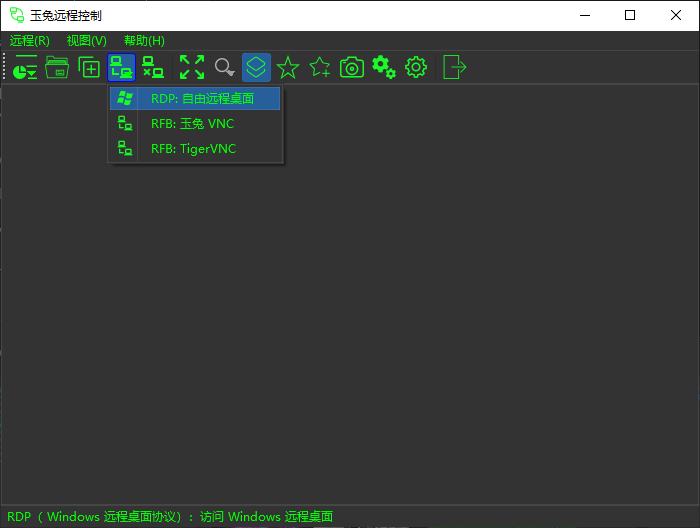 玉兔远程控制
远程(R) 视图(V) 帮助(H)
RDP: 自由远程桌面
RFB: 玉兔 VNC
RFB: TigerVNC
RDP（ Windows 远程桌面协议）: 访问 Windows 远程桌面